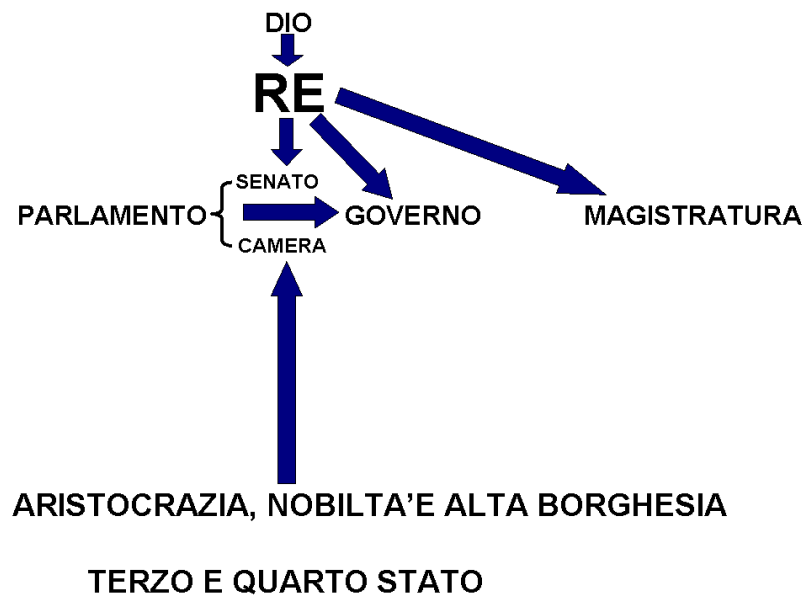 DIO
RE
SENATO
PARLAMENTO
GOVERNO
MAGISTRATURA
CAMERA
ARISTOCRAZIA, NOBILTA'E ALTA BORGHESIA
TERZO E QUARTO STATO